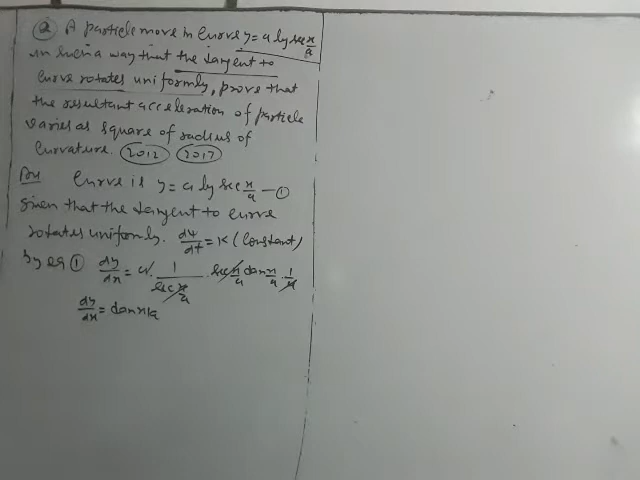 ② A particle move in curve y = a log sec x/a
in such a way that the tangent to
curve rotates uniformly, prove that
the resultant acceleration of particle
varies as square of radius of
curvature. 2012 2017
Curve is y = a log sec x/a — ①
given that the tangent to curve
rotates uniformly. dψ/dt = K (constant)
by eq ① dy/dx = a · 1/sec x/a · sec x/a tan x/a · 1/a
dy/dx = tan x/a